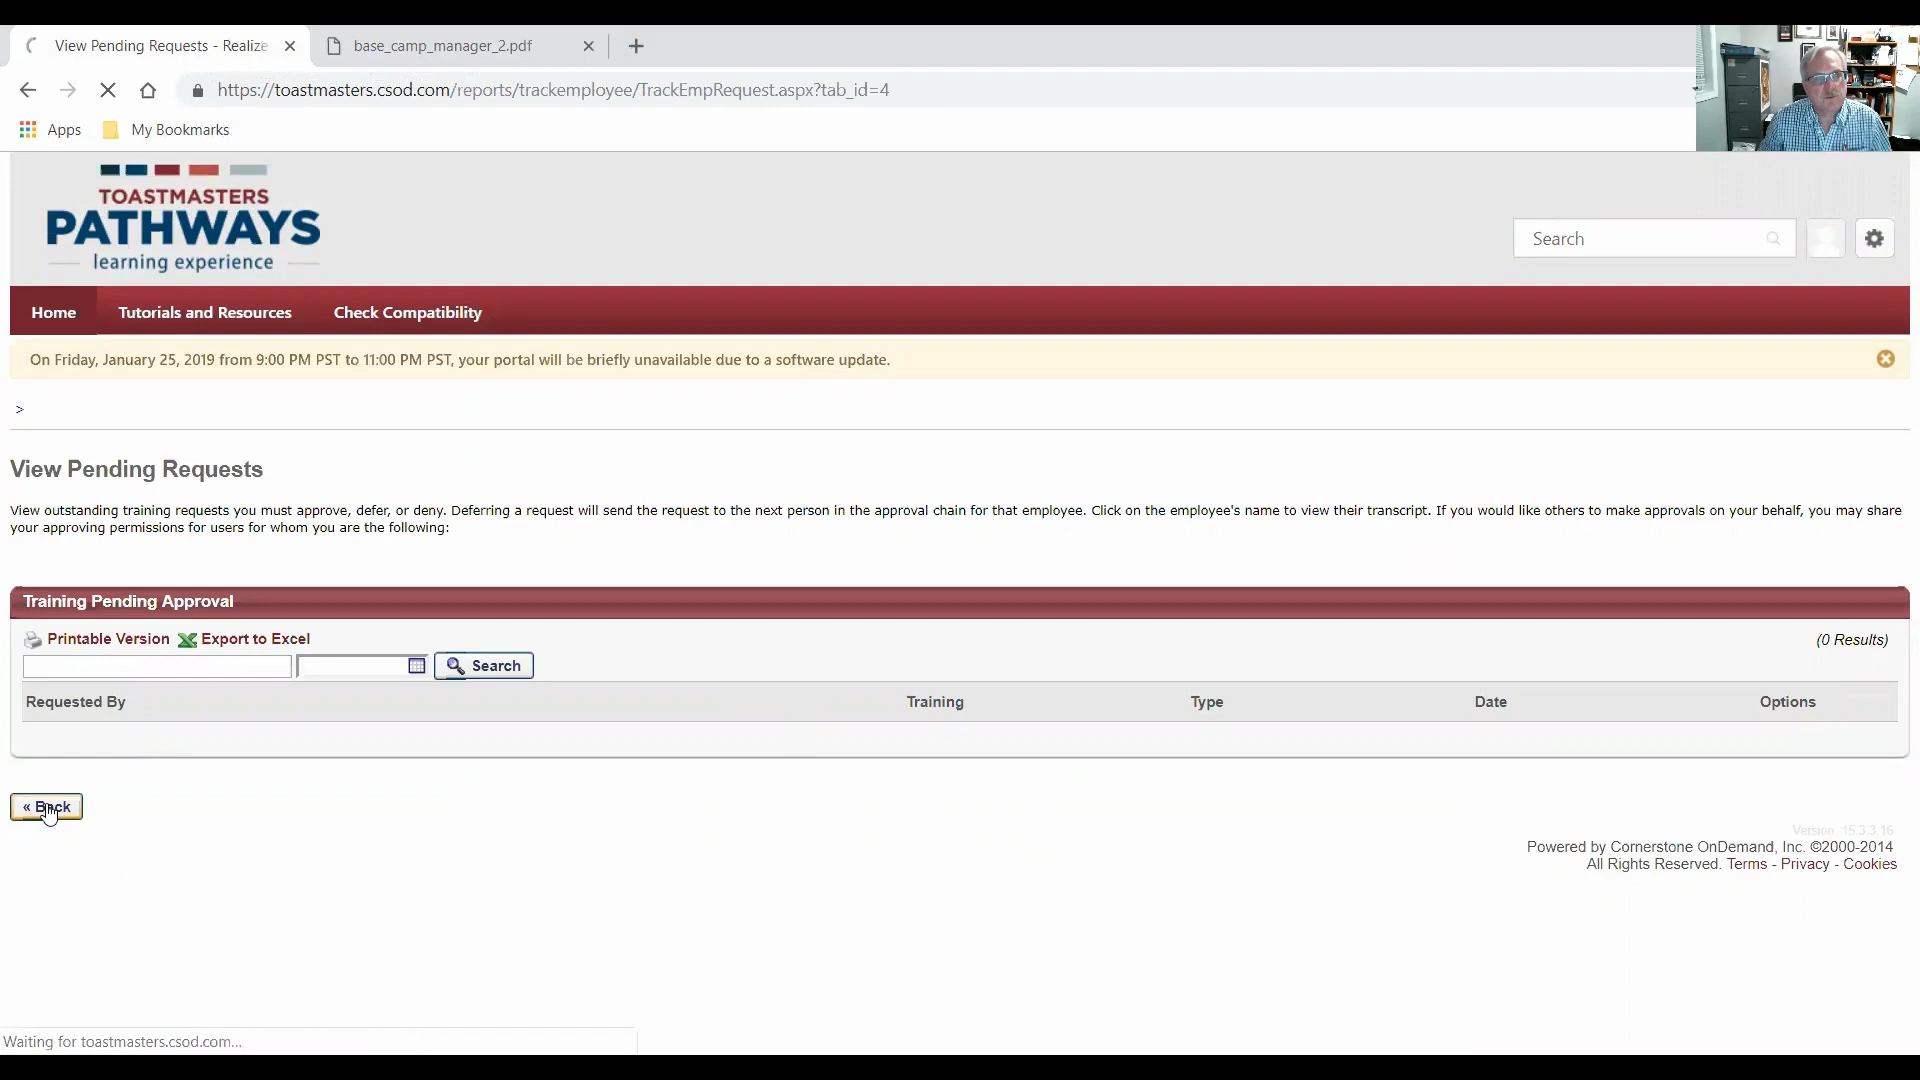 View Pending Requests - Realize
base_camp_manager_2.pdf
https://toastmasters.csod.com/reports/trackemployee/TrackEmpRequest.aspx?tab_id=4
Apps
My Bookmarks
TOASTMASTERS
PATHWAYS
learning experience
Search
Home
Tutorials and Resources
Check Compatibility
On Friday, January 25, 2019 from 9:00 PM PST to 11:00 PM PST, your portal will be briefly unavailable due to a software update.
>
View Pending Requests
View outstanding training requests you must approve, defer, or deny. Deferring a request will send the request to the next person in the approval chain for that employee. Click on the employee's name to view their transcript. If you would like others to make approvals on your behalf, you may share
your approving permissions for users for whom you are the following:
Training Pending Approval
Printable Version
Export to Excel
(0 Results)
Search
Requested By
Training
Type
Date
Options
« Back
Version 15.3.3.16
Powered by Cornerstone OnDemand, Inc. ©2000-2014
All Rights Reserved. Terms - Privacy - Cookies
Waiting for toastmasters.csod.com...